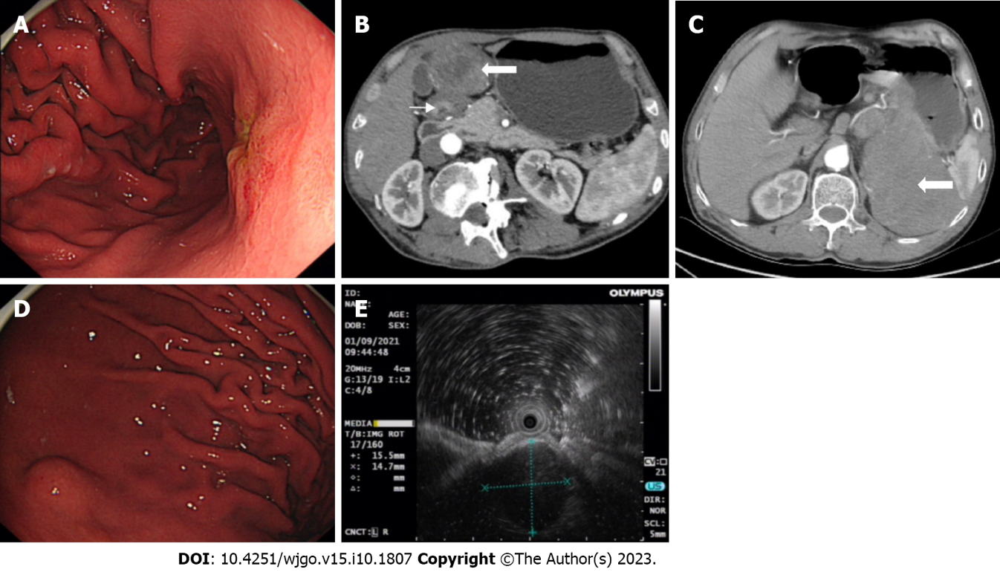 A
B
C
D
E
ID:
OLYMPUS
AGE:
DOB: SEX:
01/09/2021
09:44:48
20MHz 4cm
G:13/19 I:L2
C:4/8
MEDIA
T/B:IMG ROT
17/160
+: 15.5mm
×: 14.7mm
◇: mm
△: mm
CNCT:L R
CV:□
21
US
DIR:
NOR
SCL:
5mm
DOI: 10.4251/wjgo.v15.i10.1807 Copyright ©The Author(s) 2023.